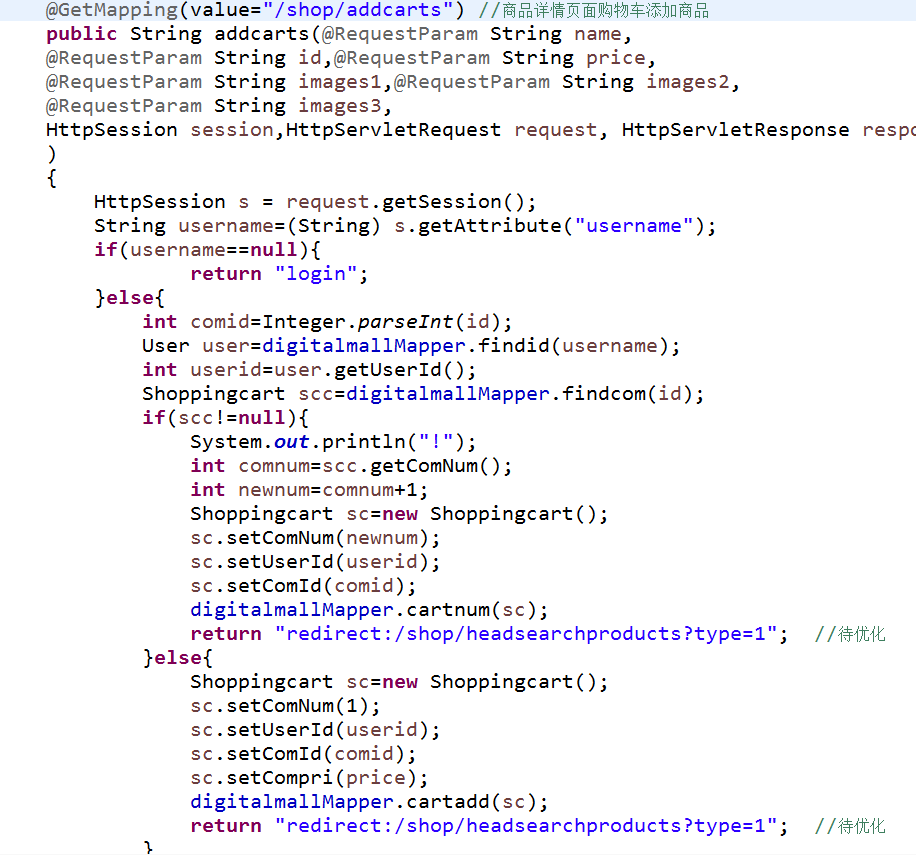 @GetMapping(value="/shop/addcarts") //商品详情页面购物车添加商品
public String addcarts(@RequestParam String name,
@RequestParam String id,@RequestParam String price,
@RequestParam String images1,@RequestParam String images2,
@RequestParam String images3,
HttpSession session,HttpServletRequest request, HttpServletResponse respo
)
{
HttpSession s = request.getSession();
String username=(String) s.getAttribute("username");
if(username==null){
return "login";
}else{
int comid=Integer.parseInt(id);
User user=digitalmallMapper.findid(username);
int userid=user.getUserId();
Shoppingcart scc=digitalmallMapper.findcom(id);
if(scc!=null){
System.out.println("!");
int comnum=scc.getComNum();
int newnum=comnum+1;
Shoppingcart sc=new Shoppingcart();
sc.setComNum(newnum);
sc.setUserId(userid);
sc.setComId(comid);
digitalmallMapper.cartnum(sc);
return "redirect:/shop/headsearchproducts?type=1"; //待优化
}else{
Shoppingcart sc=new Shoppingcart();
sc.setComNum(1);
sc.setUserId(userid);
sc.setComId(comid);
sc.setCompri(price);
digitalmallMapper.cartadd(sc);
return "redirect:/shop/headsearchproducts?type=1"; //待优化
}